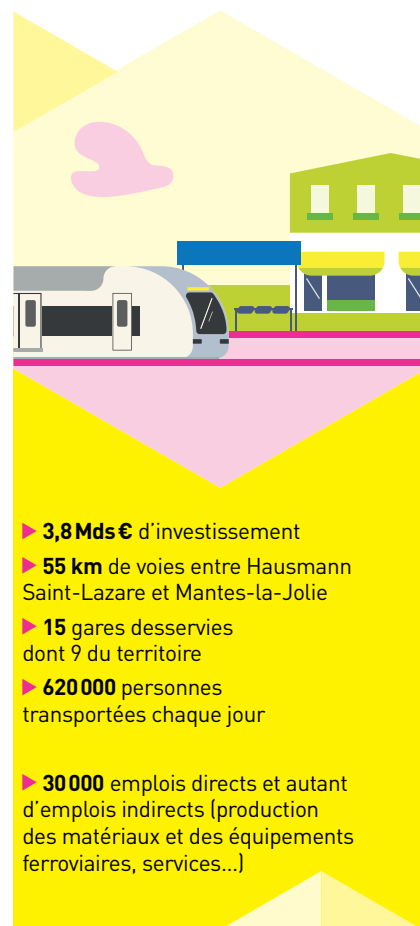 ▶ 3,8 Mds € d’investissement
▶ 55 km de voies entre Hausmann
Saint-Lazare et Mantes-la-Jolie
▶ 15 gares desservies
dont 9 du territoire
▶ 620 000 personnes
transportées chaque jour
▶ 30 000 emplois directs et autant
d’emplois indirects (production
des matériaux et des équipements
ferroviaires, services...)